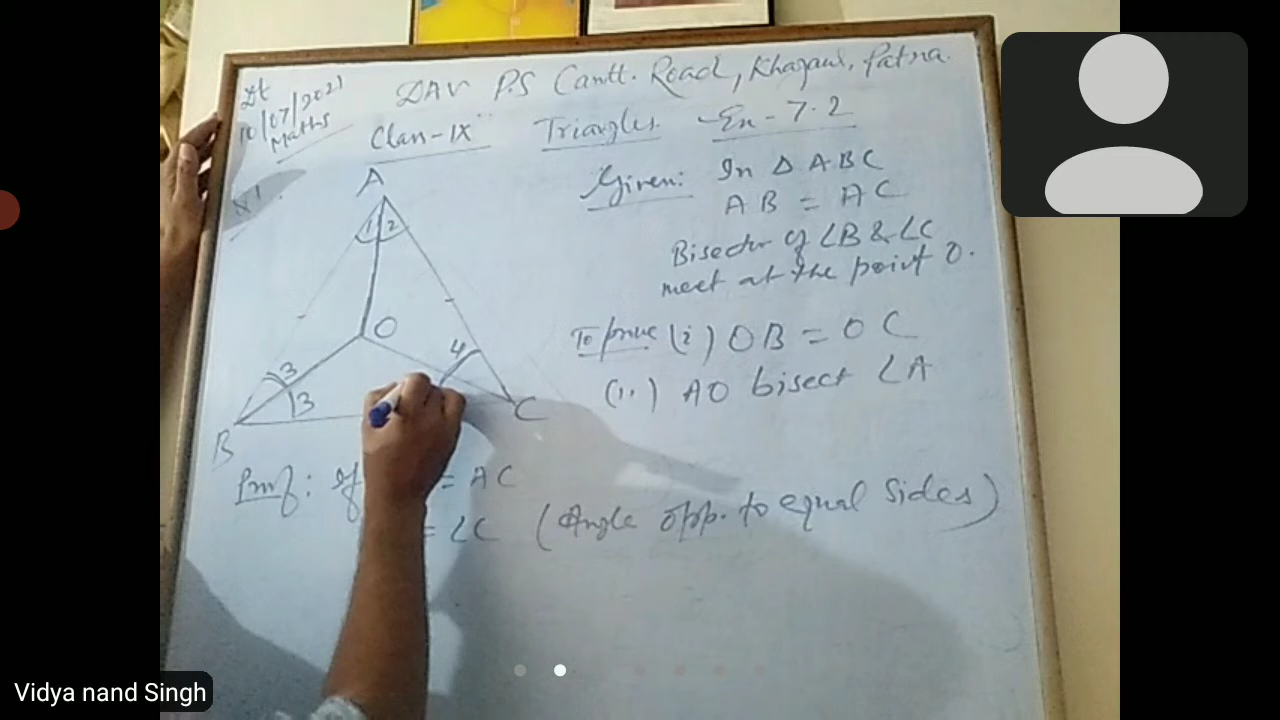 Dt
10/07/2021
Maths
DAV P.S Cantt. Road, Khagaul, Patna.
Class-IX
Triangles.
Ex-7.2
N1.
Given: In Δ ABC
AB = AC
Bisector of ∠B & ∠C
meet at the point O.
To prove (i) OB = OC
(ii) AO bisect ∠A
A
1 2
O
3
3
4
B
C
Proof: If = AC
= ∠C (Angle opp. to equal sides)
Vidya nand Singh